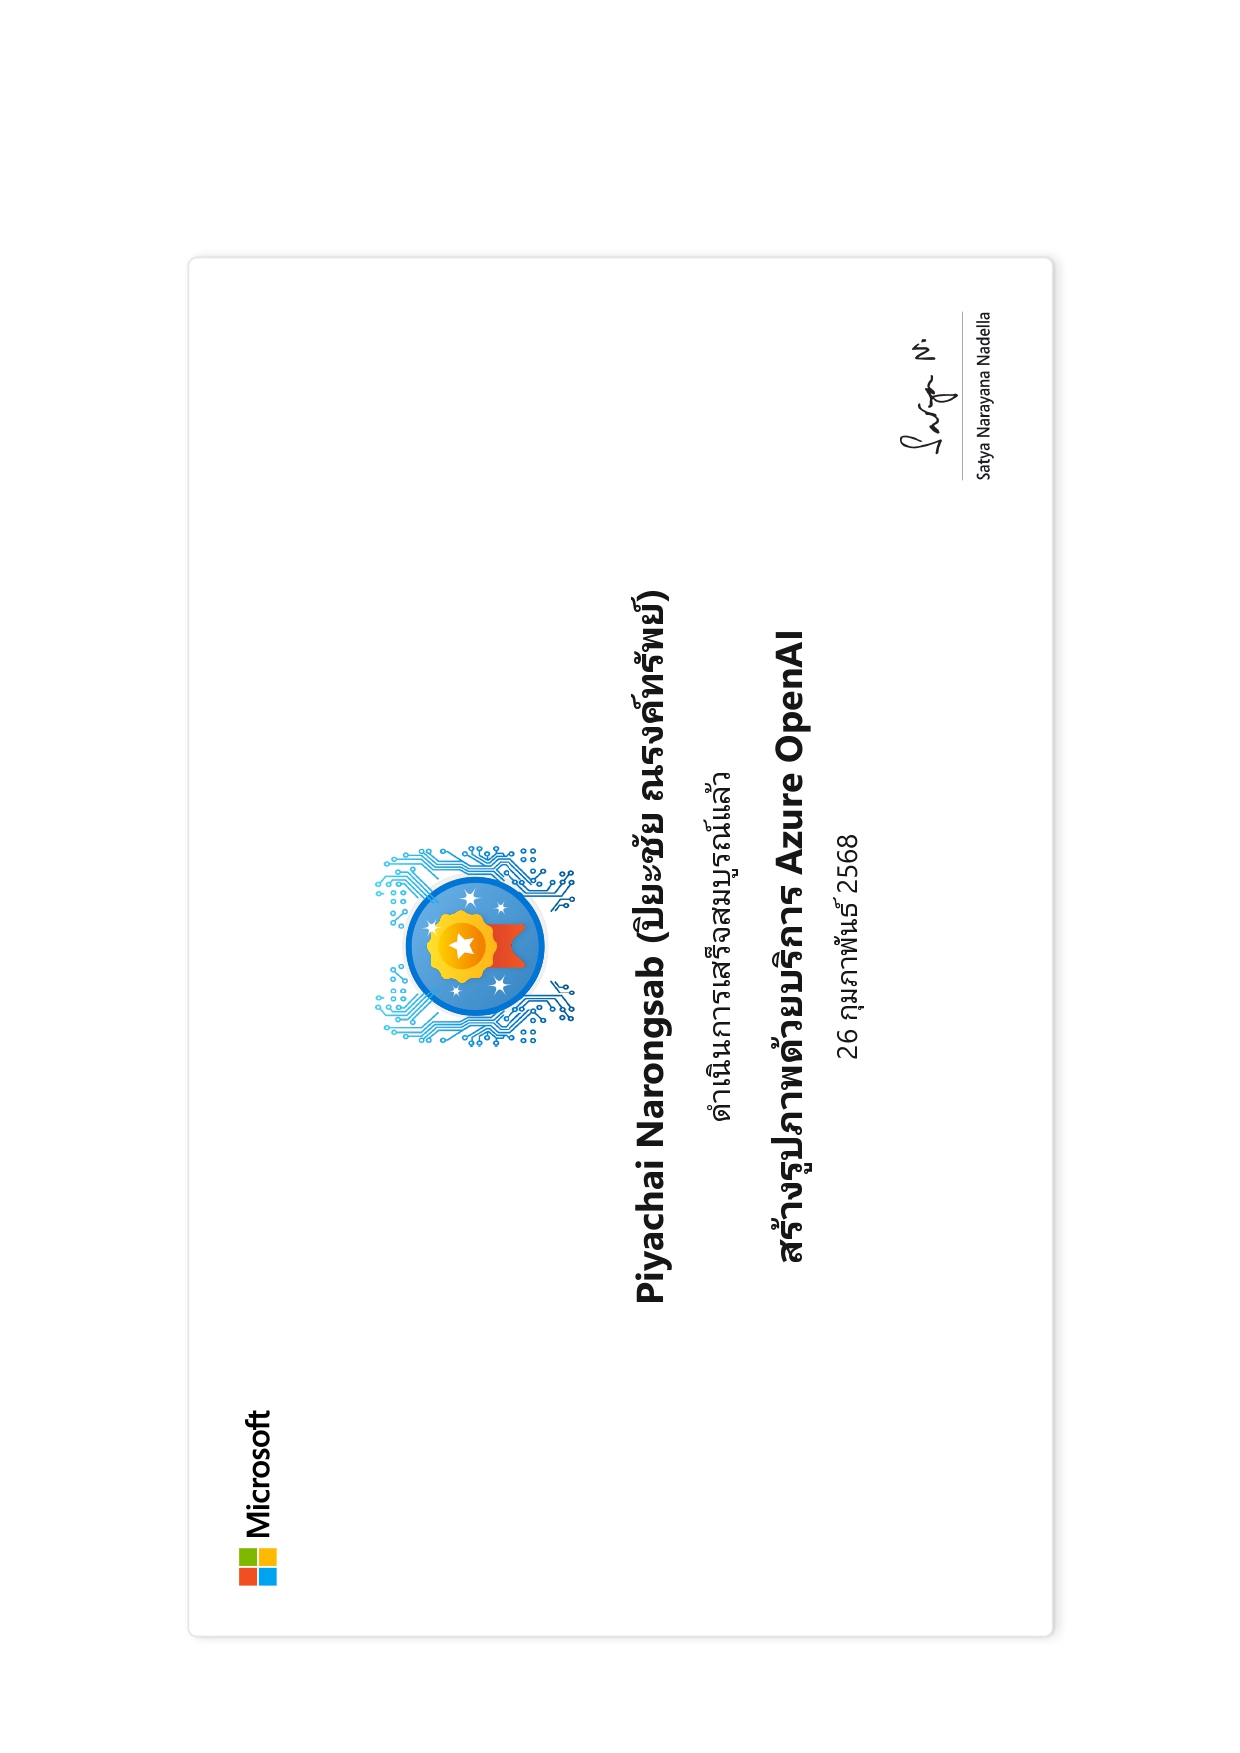 Microsoft
Piyachai Narongsab (ปิยะชัย ณรงค์ทรัพย์)
ดำเนินการเสร็จสมบูรณ์แล้ว
สร้างรูปภาพด้วยบริการ Azure OpenAI
26 กุมภาพันธ์ 2568
Satya N.
Satya Narayana Nadella